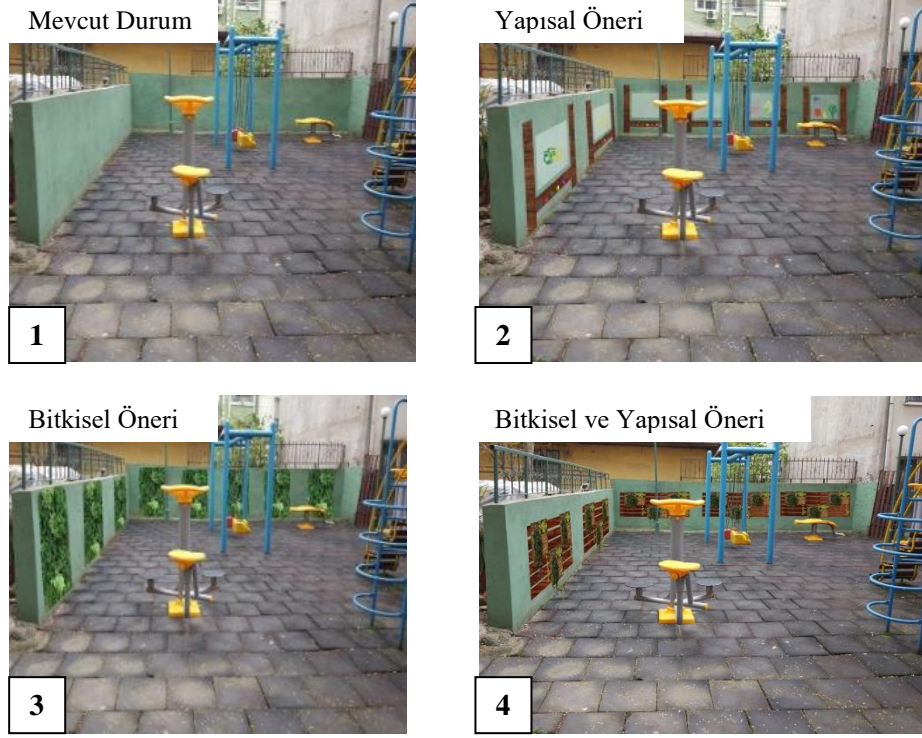 Mevcut Durum
Yapısal Öneri
1
2
Bitkisel Öneri
Bitkisel ve Yapısal Öneri
3
4